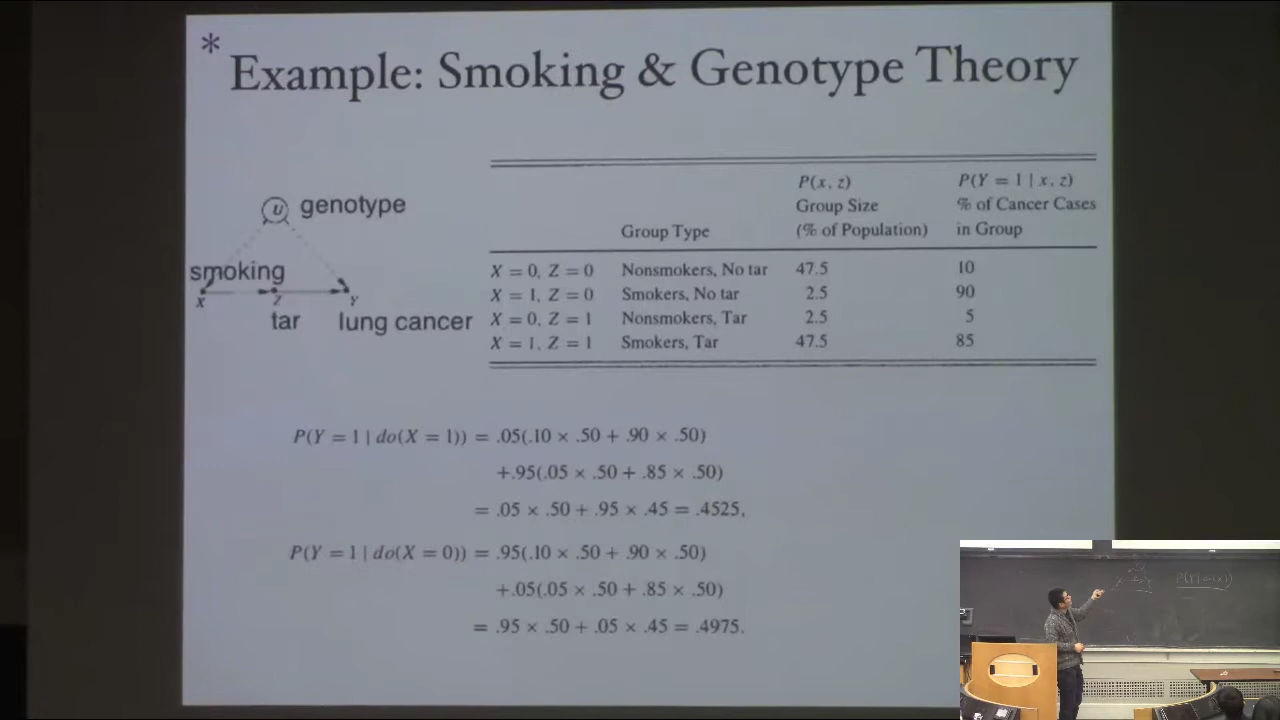 *
Example: Smoking & Genotype Theory
U genotype
smoking
X Z Y
tar lung cancer
P(x, z) P(Y = 1 | x, z)
Group Size % of Cancer Cases
Group Type (% of Population) in Group
X = 0, Z = 0 Nonsmokers, No tar 47.5 10
X = 1, Z = 0 Smokers, No tar 2.5 90
X = 0, Z = 1 Nonsmokers, Tar 2.5 5
X = 1, Z = 1 Smokers, Tar 47.5 85
P(Y = 1 | do(X = 1)) = .05(.10 × .50 + .90 × .50)
+.95(.05 × .50 + .85 × .50)
= .05 × .50 + .95 × .45 = .4525,
P(Y = 1 | do(X = 0)) = .95(.10 × .50 + .90 × .50)
+.05(.05 × .50 + .85 × .50)
= .95 × .50 + .05 × .45 = .4975.